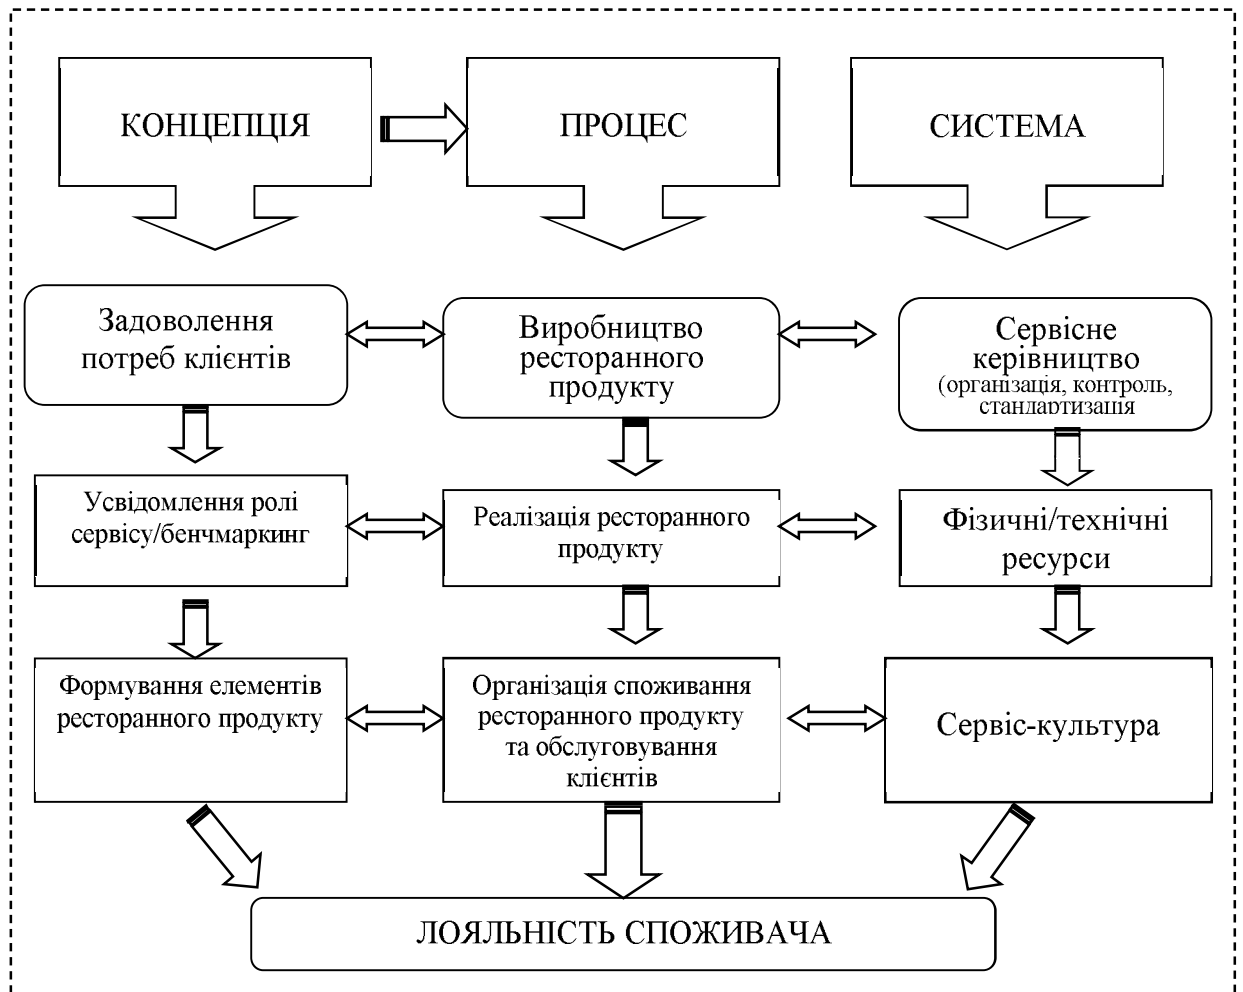 КОНЦЕПЦІЯ
ПРОЦЕС
СИСТЕМА
Задоволення
потреб клієнтів
Виробництво
ресторанного
продукту
Сервісне
керівництво
(організація, контроль,
стандартизація
Усвідомлення ролі
сервісу/бенчмаркинг
Реалізація ресторанного
продукту
Фізичні/технічні
ресурси
Формування елементів
ресторанного продукту
Організація споживання
ресторанного продукту
та обслуговування
клієнтів
Сервіс-культура
ЛОЯЛЬНІСТЬ СПОЖИВАЧА